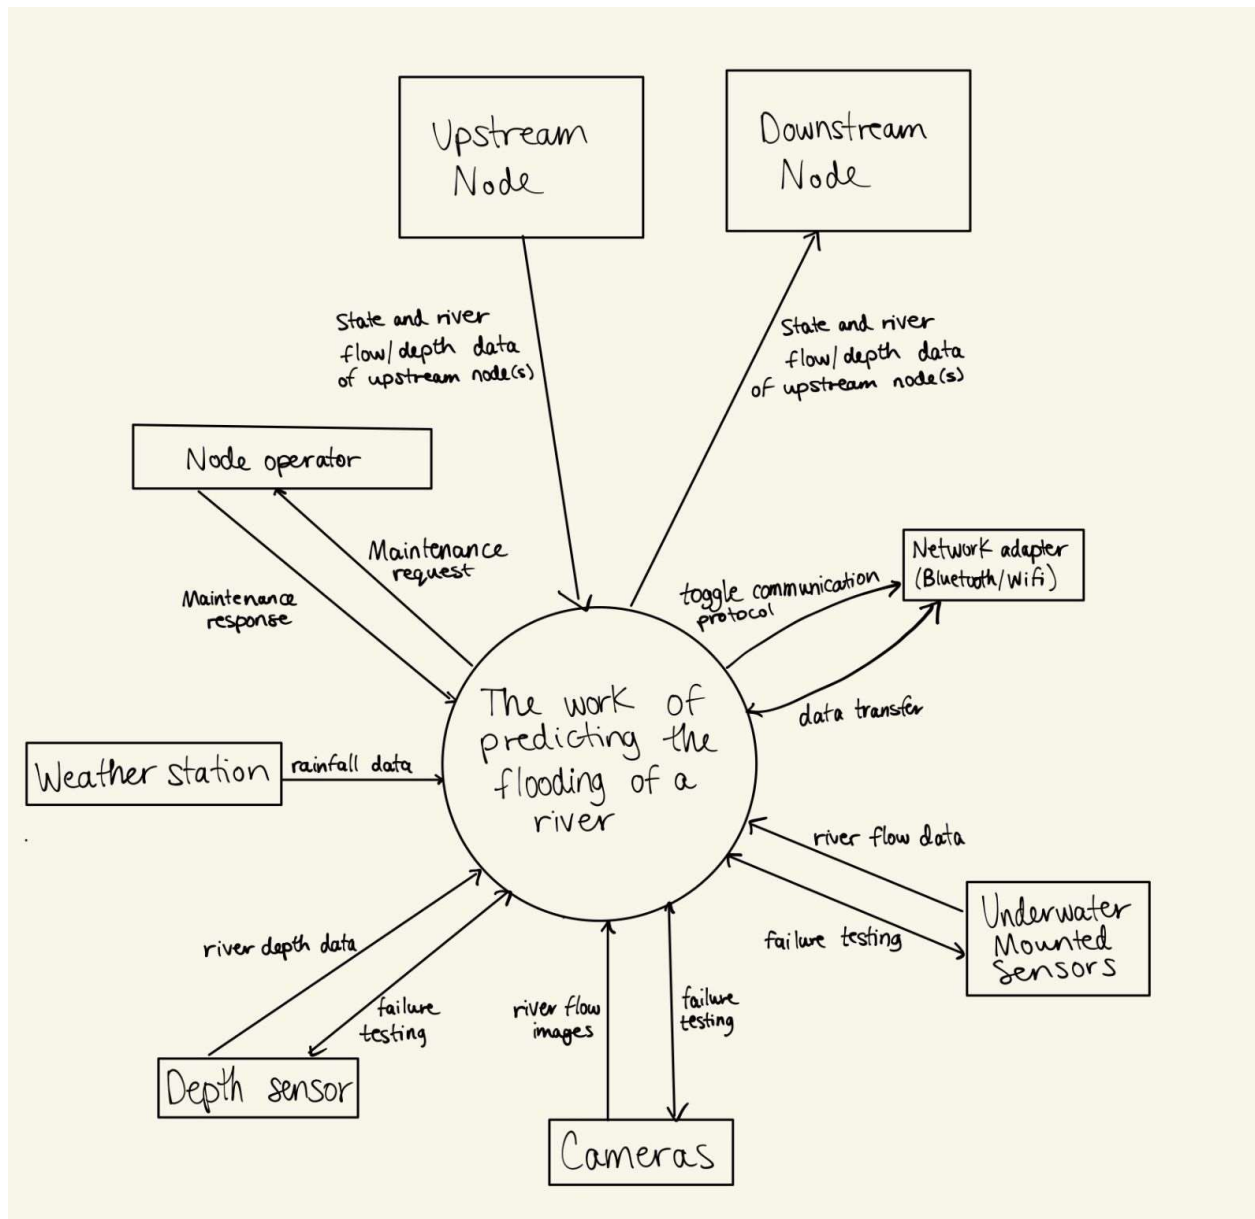 Upstream
Node
Downstream
Node
State and river
flow/depth data
of upstream node(s)
State and river
flow/depth data
of upstream node(s)
Node operator
Maintenance
request
Maintenance
response
Network adapter
(Bluetooth/Wifi)
toggle communication
protocol
data transfer
The work of
predicting the
flooding of a
river
Weather station
rainfall data
river flow data
failure testing
Underwater
Mounted
Sensors
river depth data
failure
testing
Depth sensor
river flow
images
failure
testing
Cameras